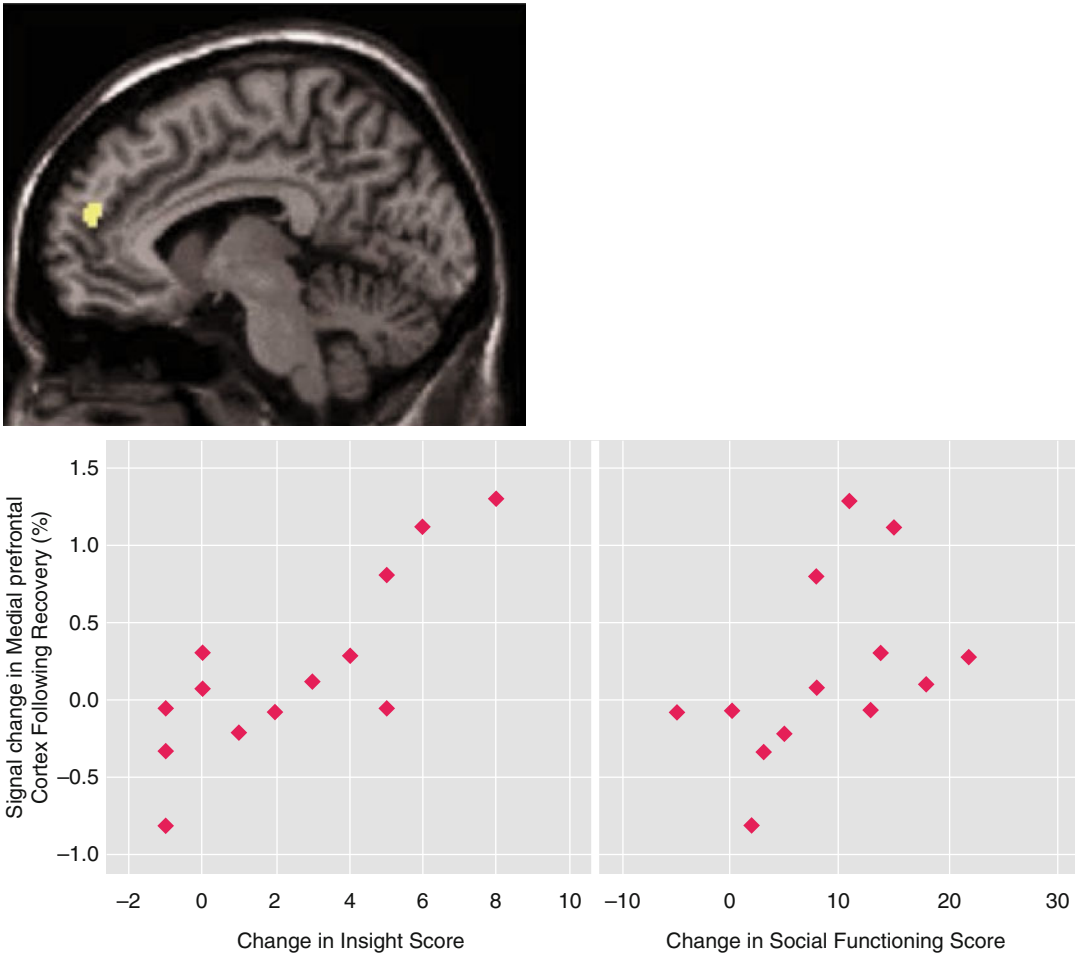 Signal change in Medial prefrontal
Cortex Following Recovery (%)
1.5
1.0
0.5
0.0
–0.5
–1.0
–2 0 2 4 6 8 10
Change in Insight Score
–10 0 10 20 30
Change in Social Functioning Score